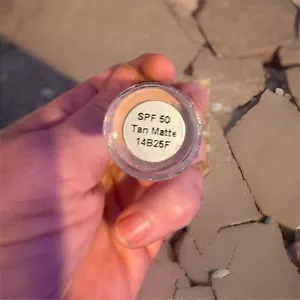 SPF 50
Tan Matte
14B25F